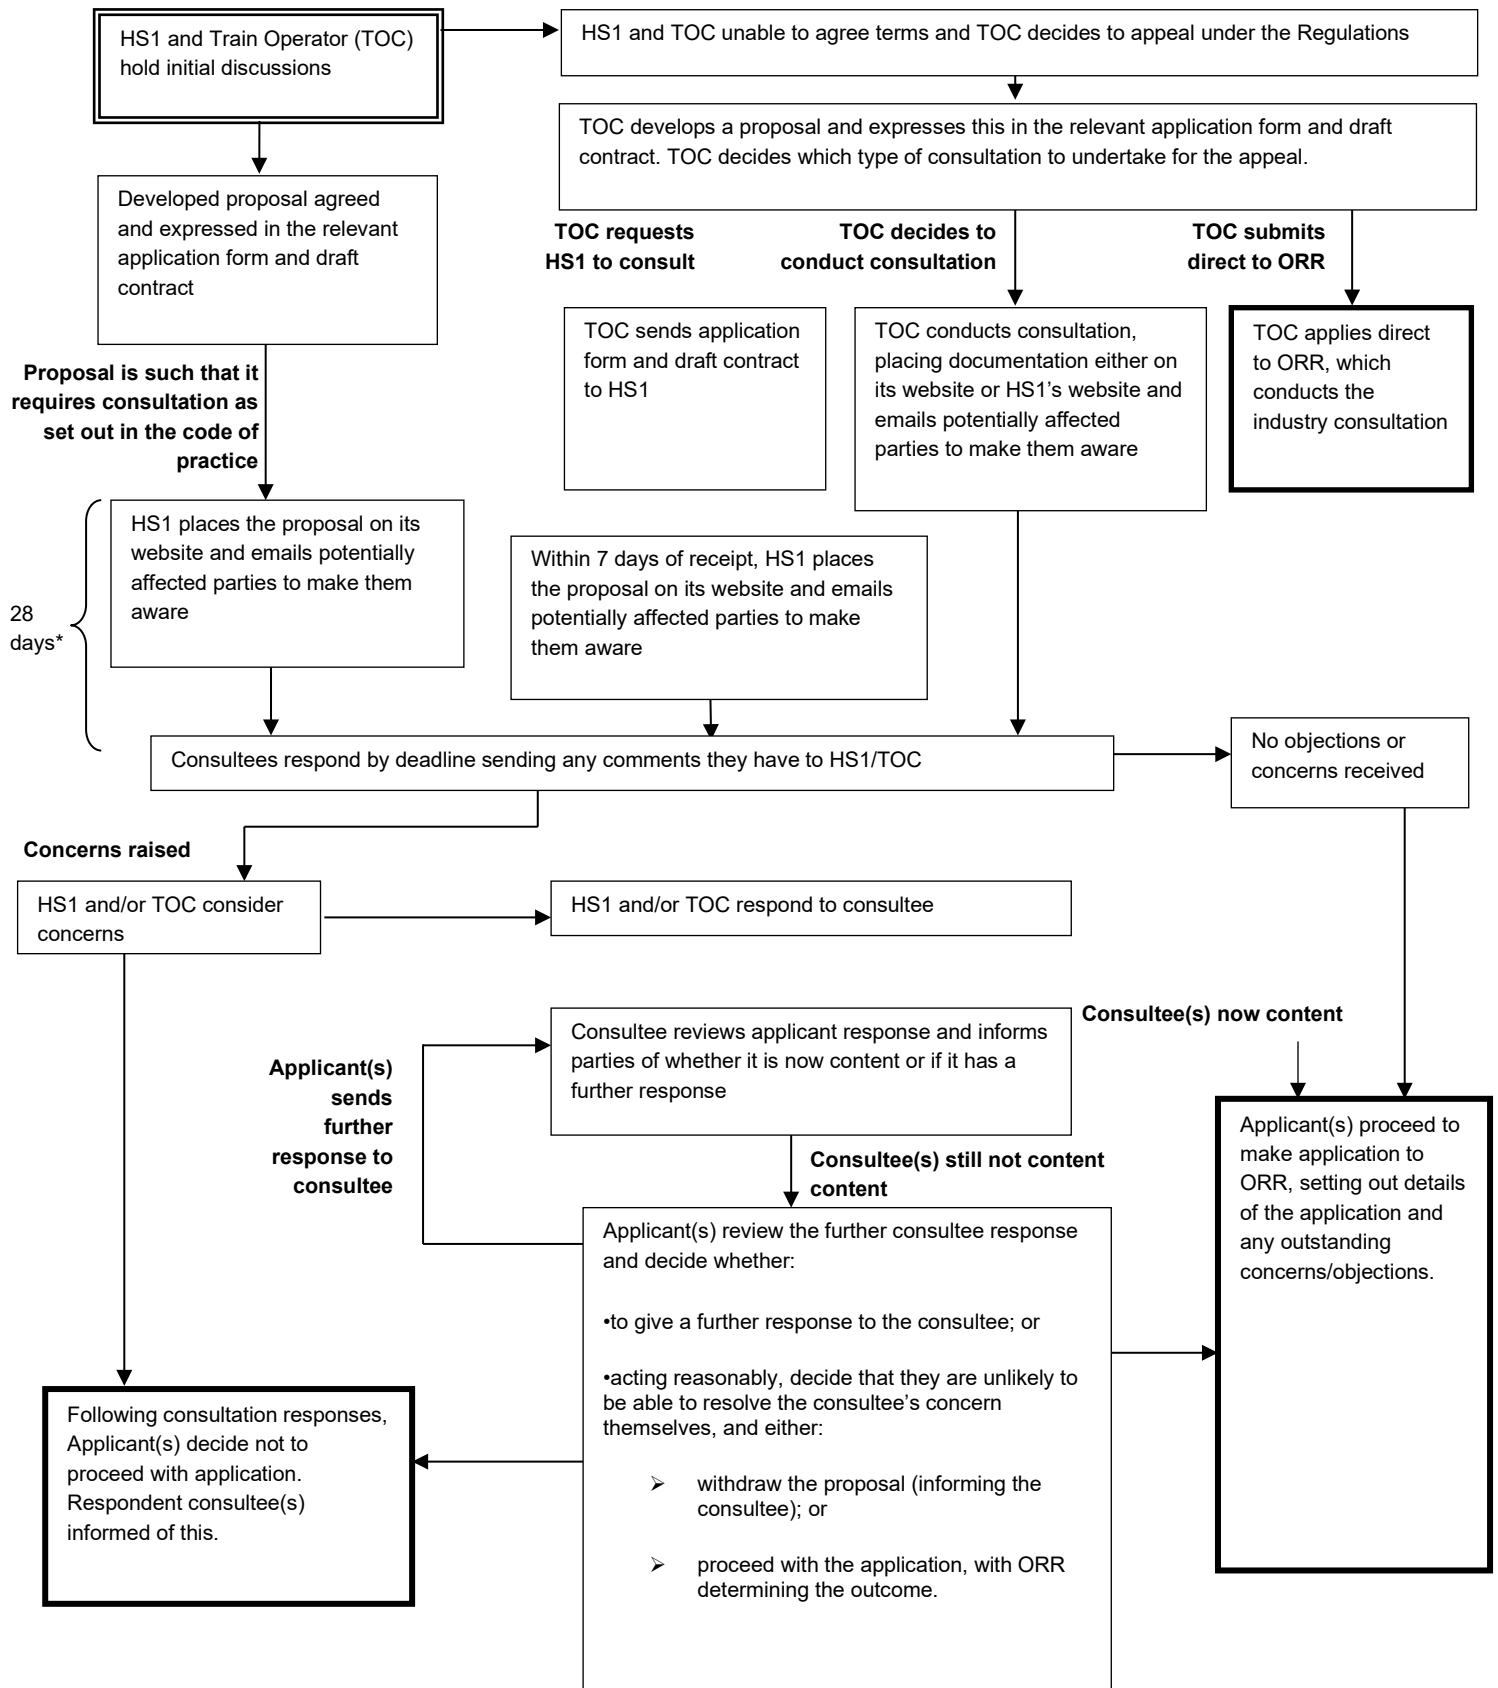 HS1 and Train Operator (TOC)
hold initial discussions
HS1 and TOC unable to agree terms and TOC decides to appeal under the Regulations
TOC develops a proposal and expresses this in the relevant application form and draft
contract. TOC decides which type of consultation to undertake for the appeal.
Developed proposal agreed
and expressed in the relevant
application form and draft
contract
TOC requests
HS1 to consult
TOC decides to
conduct consultation
TOC submits
direct to ORR
TOC sends application
form and draft contract
to HS1
TOC conducts consultation,
placing documentation either on
its website or HS1's website and
emails potentially affected
parties to make them aware
TOC applies direct
to ORR, which
conducts the
industry consultation
Proposal is such that it
requires consultation as
set out in the code of
practice
28
days*
HS1 places the proposal on its
website and emails potentially
affected parties to make them
aware
Within 7 days of receipt, HS1 places
the proposal on its website and emails
potentially affected parties to make
them aware
Consultees respond by deadline sending any comments they have to HS1/TOC
No objections or
concerns received
Concerns raised
HS1 and/or TOC consider
concerns
HS1 and/or TOC respond to consultee
Consultee(s) now content
Consultee reviews applicant response and informs
parties of whether it is now content or if it has a
further response
Applicant(s)
sends
further
response to
consultee
Consultee(s) still not content
content
Applicant(s) review the further consultee response
and decide whether:
•to give a further response to the consultee; or
•acting reasonably, decide that they are unlikely to
be able to resolve the consultee's concern
themselves, and either:
➢ withdraw the proposal (informing the
consultee); or
➢ proceed with the application, with ORR
determining the outcome.
Applicant(s) proceed to
make application to
ORR, setting out details
of the application and
any outstanding
concerns/objections.
Following consultation responses,
Applicant(s) decide not to
proceed with application.
Respondent consultee(s)
informed of this.